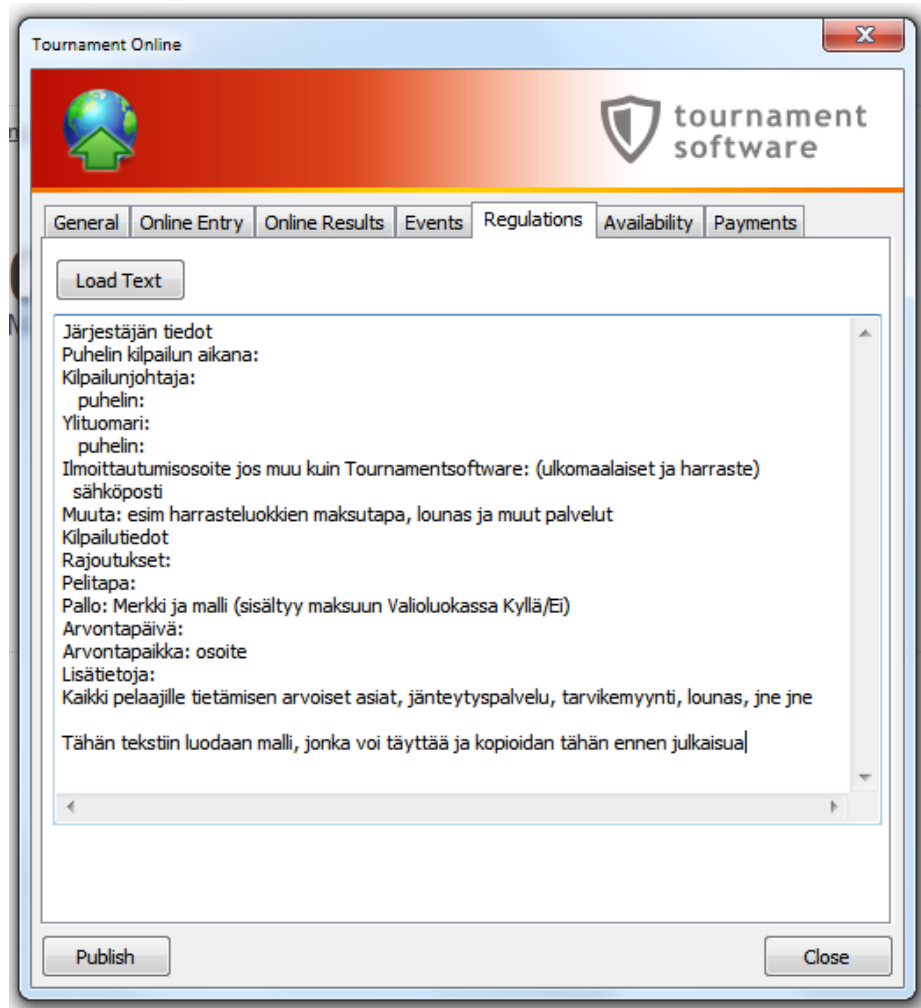 Tournament Online
tournament
software
General Online Entry Online Results Events Regulations Availability Payments
Load Text
Järjestäjän tiedot
Puhelin kilpailun aikana:
Kilpailunjohtaja:
puhelin:
Ylituomari:
puhelin:
Ilmoittautumisosoite jos muu kuin Tournamentsoftware: (ulkomaalaiset ja harraste)
sähköposti
Muuta: esim harrasteluokkien maksutapa, lounas ja muut palvelut
Kilpailutiedot
Rajoutukset:
Pelitapa:
Pallo: Merkki ja malli (sisältyy maksuun Valioluokassa Kyllä/Ei)
Arvontapäivä:
Arvontapaikka: osoite
Lisätietoja:
Kaikki pelaajille tietämisen arvoiset asiat, jänteytyspalvelu, tarvikemyynti, lounas, jne jne
Tähän tekstiin luodaan malli, jonka voi täyttää ja kopioidan tähän ennen julkaisua
Publish Close